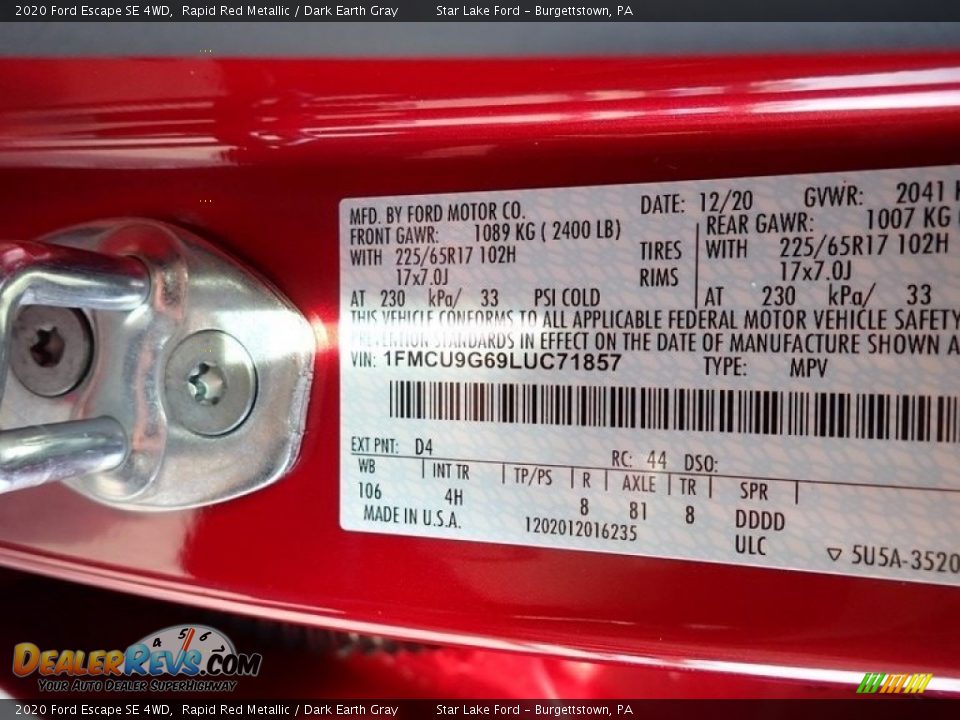 2020 Ford Escape SE 4WD, Rapid Red Metallic / Dark Earth Gray Star Lake Ford - Burgettstown, PA
MFD. BY FORD MOTOR CO. DATE: 12/20 GVWR: 2041
FRONT GAWR: 1089 KG ( 2400 LB) REAR GAWR: 1007 KG
WITH 225/65R17 102H TIRES WITH 225/65R17 102H
17x7.0J RIMS 17x7.0J
AT 230 kPa/ 33 PSI COLD AT 230 kPa/ 33
THIS VEHICLE CONFORMS TO ALL APPLICABLE FEDERAL MOTOR VEHICLE SAFETY
PREVENTION STANDARDS IN EFFECT ON THE DATE OF MANUFACTURE SHOWN A
VIN: 1FMCU9G69LUC71857 TYPE: MPV
EXT PNT: D4 RC: 44 DSO:
WB INT TR TP/PS R AXLE TR SPR
106 4H 8 81 8 DDDD
MADE IN U.S.A. 1202012016235 ULC 5U5A-3520
4 5 6
DEALERREVS.COM
YOUR AUTO DEALER SUPERHIGHWAY
2020 Ford Escape SE 4WD, Rapid Red Metallic / Dark Earth Gray Star Lake Ford - Burgettstown, PA